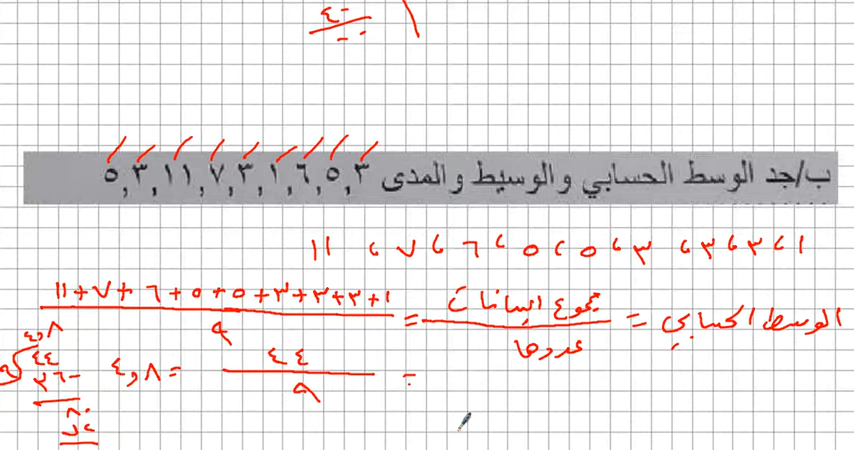 ٤٠
ب/جد الوسط الحسابي والوسيط والمدى ٣,٥,٦,١,٣,٧,١١,٣,٥
١ ، ٣ ، ٣ ، ٣ ، ٥ ، ٥ ، ٦ ، ٧ ، ١١
الوسط الحسابي = مجموع البيانات / عددها = ١+٣+٣+٣+٥+٥+٦+٧+١١ / ٩
= ٤٤ / ٩ = ٤,٨
٤,٨
٩ ٤٤
٣٦-
٨٠
٧٢